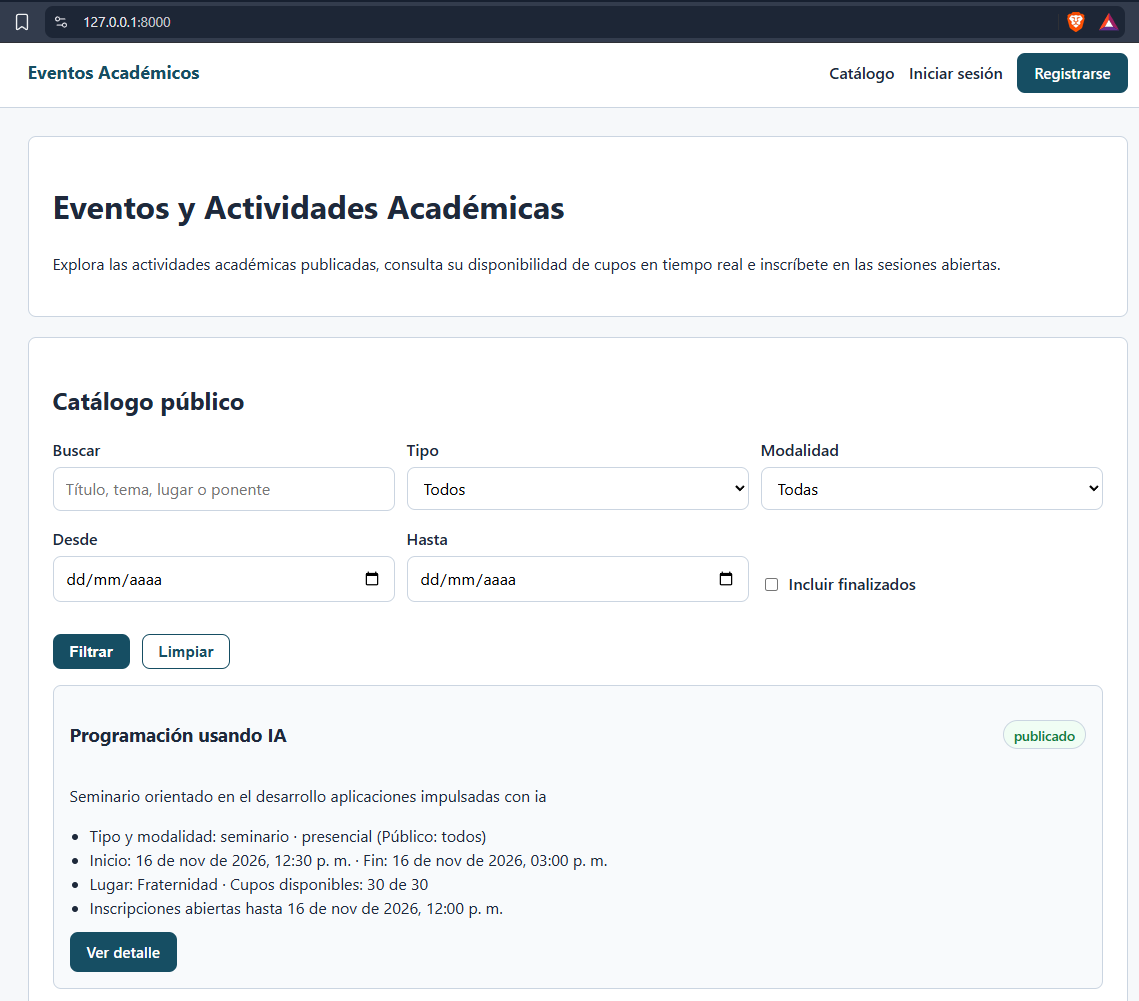 127.0.0.1:8000
Eventos Académicos
Catálogo
Iniciar sesión
Registrarse
Eventos y Actividades Académicas
Explora las actividades académicas publicadas, consulta su disponibilidad de cupos en tiempo real e inscríbete en las sesiones abiertas.
Catálogo público
Buscar
Tipo
Modalidad
Título, tema, lugar o ponente
Todos
Todas
Desde
Hasta
dd/mm/aaaa
dd/mm/aaaa
Incluir finalizados
Filtrar
Limpiar
Programación usando IA
publicado
Seminario orientado en el desarrollo aplicaciones impulsadas con ia
Tipo y modalidad: seminario · presencial (Público: todos)
Inicio: 16 de nov de 2026, 12:30 p. m. · Fin: 16 de nov de 2026, 03:00 p. m.
Lugar: Fraternidad · Cupos disponibles: 30 de 30
Inscripciones abiertas hasta 16 de nov de 2026, 12:00 p. m.
Ver detalle